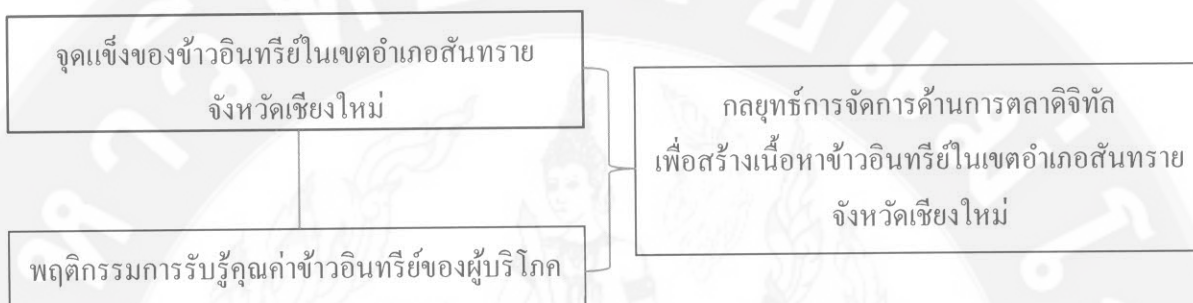 จุดแข็งของข้าวอินทรีย์ในเขตอำเภอสันทราย
จังหวัดเชียงใหม่
กลยุทธ์การจัดการด้านการตลาดิจิทัล
เพื่อสร้างเนื้อหาข้าวอินทรีย์ในเขตอำเภอสันทราย
จังหวัดเชียงใหม่
พฤติกรรมการรับรู้คุณค่าข้าวอินทรีย์ของผู้บริโภค